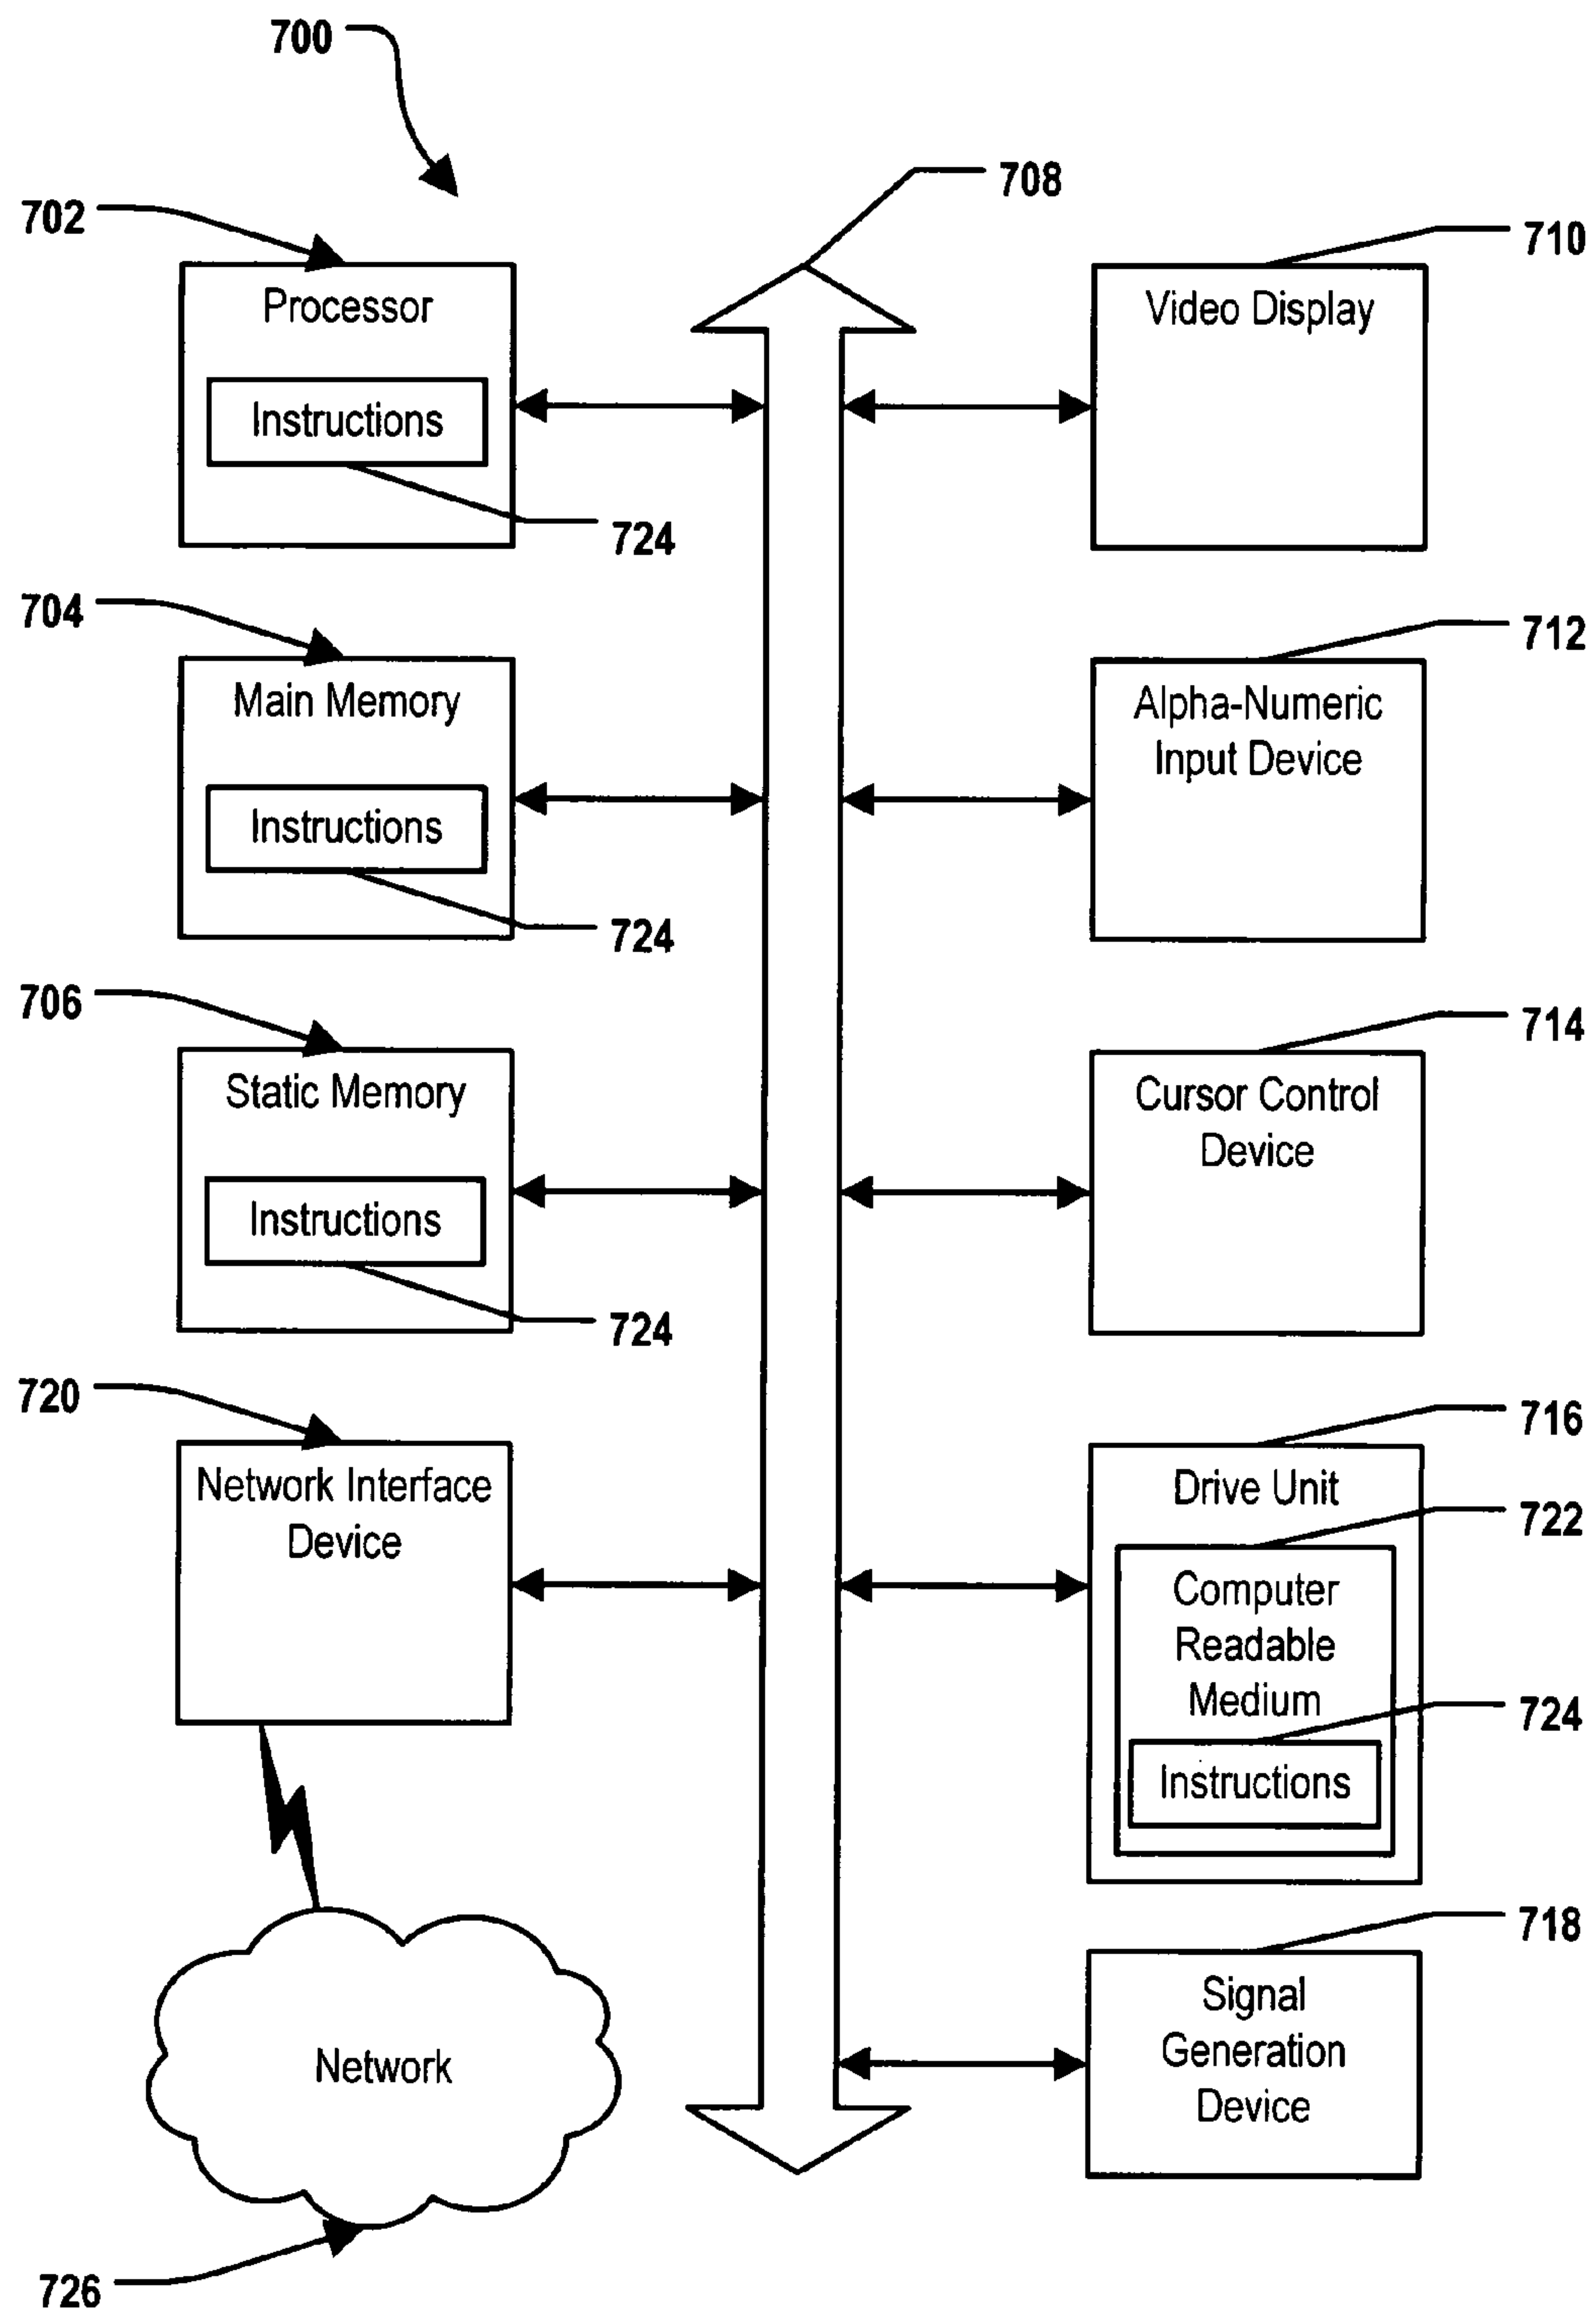 700
708
702
710
Processor
Video Display
Instructions
724
704
712
Main Memory
Alpha-Numeric
Input Device
Instructions
724
706
714
Static Memory
Cursor Control
Device
Instructions
724
720
716
Network Interface
Device
Drive Unit
722
Computer
Readable
Medium
724
Instructions
718
Signal
Generation
Device
Network
726